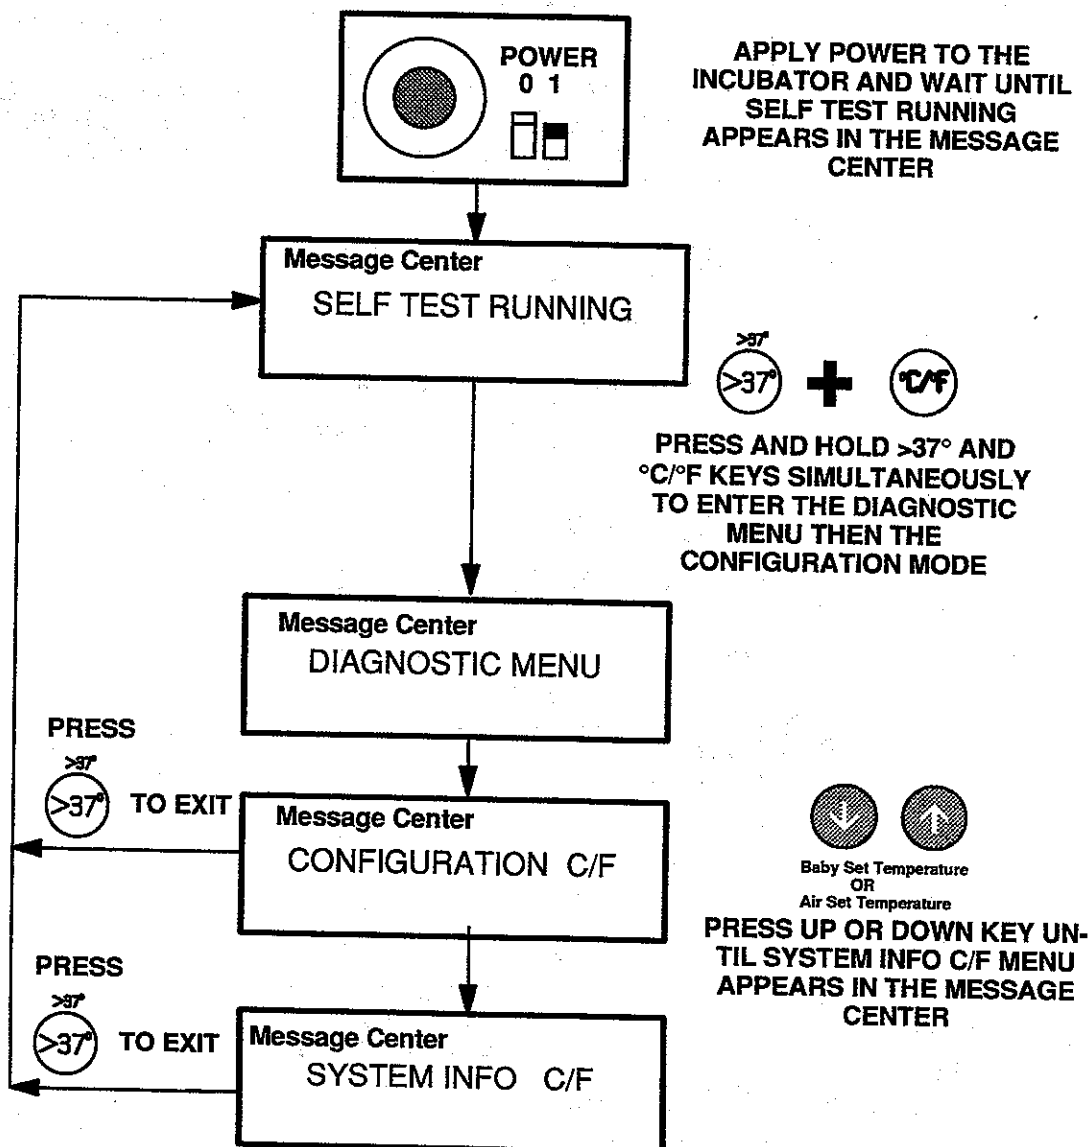 POWER
0 1
APPLY POWER TO THE
INCUBATOR AND WAIT UNTIL
SELF TEST RUNNING
APPEARS IN THE MESSAGE
CENTER
Message Center
SELF TEST RUNNING
>37°
>37°
+
°C/°F
PRESS AND HOLD >37° AND
°C/°F KEYS SIMULTANEOUSLY
TO ENTER THE DIAGNOSTIC
MENU THEN THE
CONFIGURATION MODE
Message Center
DIAGNOSTIC MENU
PRESS
>37°
>37° TO EXIT
Message Center
CONFIGURATION C/F
Baby Set Temperature
OR
Air Set Temperature
PRESS UP OR DOWN KEY UN-
TIL SYSTEM INFO C/F MENU
APPEARS IN THE MESSAGE
CENTER
PRESS
>37°
>37° TO EXIT
Message Center
SYSTEM INFO C/F